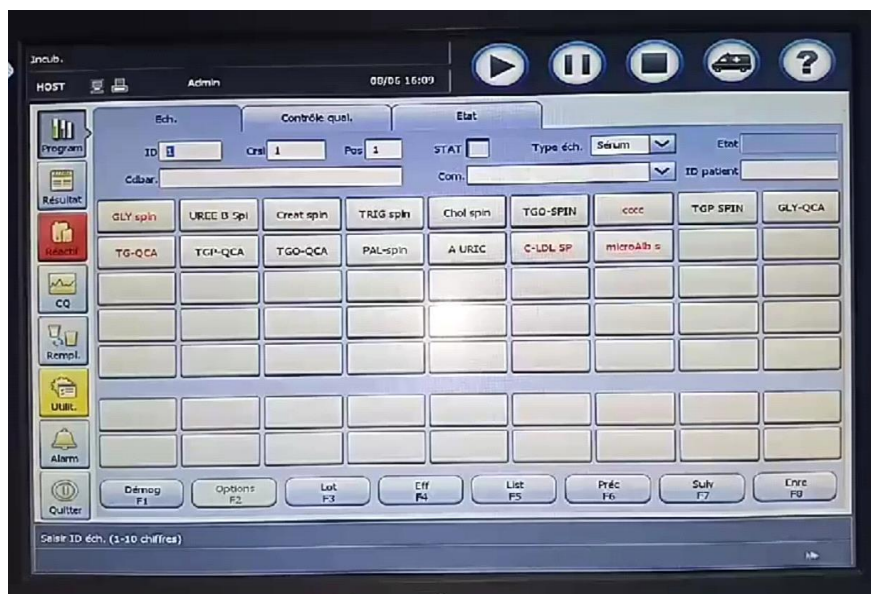 Incub.
HOST Admin 08/06 16:09
Program
Ech. Contrôle qual. Etat
ID 1 Crsl 1 Pos 1 STAT Type éch. Sérum Etat
Cdbar. Com. ID patient
Résultat
GLY spin UREE B Spi Creat spin TRIG spin Chol spin TGO-SPIN cccc TGP SPIN GLY-QCA
Réactif
TG-QCA TGP-QCA TGO-QCA PAL-spin A URIC C-LDL SP microAlb s
CQ
Rempl.
Utilit.
Alarm
Quitter
Démog Options Lot Eff List Préc Suiv Enre
F1 F2 F3 F4 F5 F6 F7 F8
Saisir ID éch. (1-10 chiffres)